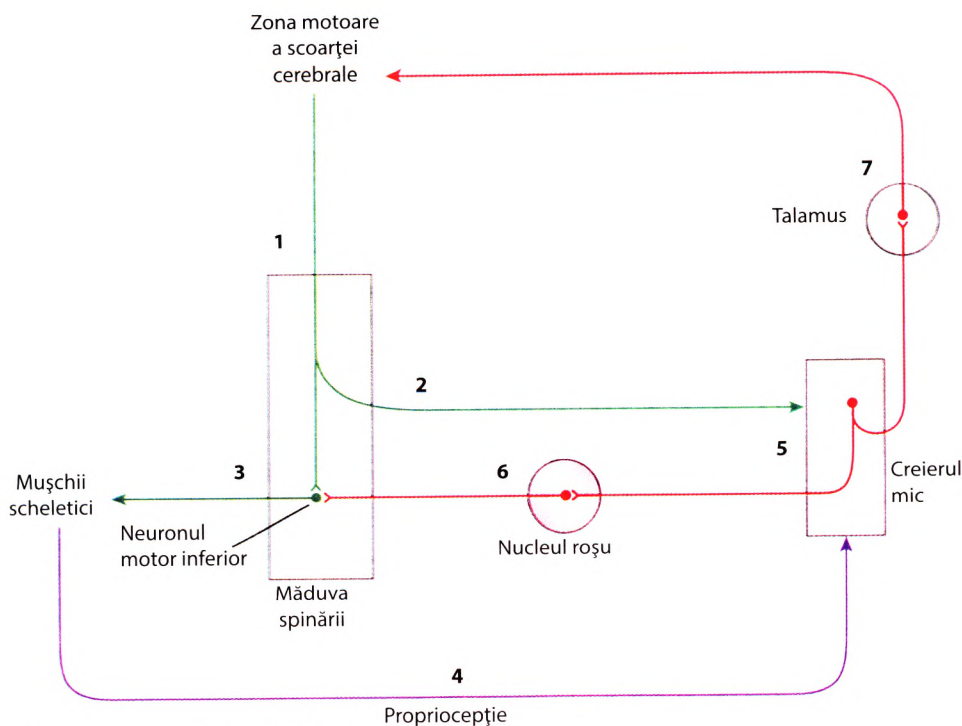 Zona motoare
a scoarţei
cerebrale
7
Talamus
1
2
3
6
5
Muşchii
scheletici
Creierul
mic
Neuronul
motor inferior
Nucleul roşu
Măduva
spinării
4
Propriocepţie